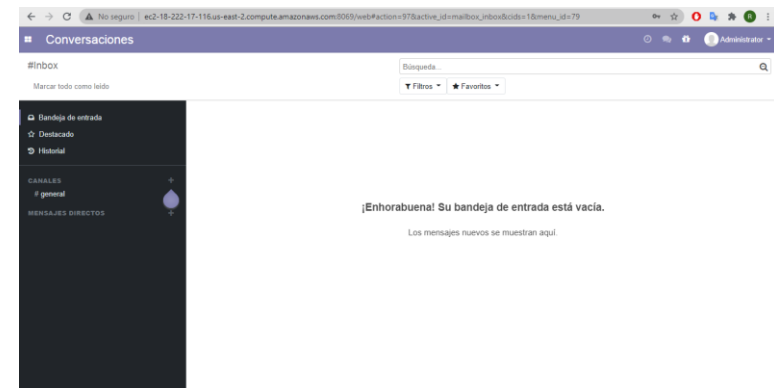 No seguro | ec2-18-222-17-116.us-east-2.compute.amazonaws.com:8069/web#action=97&active_id=mailbox_inbox&cids=1&menu_id=79
R
Conversaciones
Administrator
#Inbox
Búsqueda...
Marcar todo como leído
Filtros
Favoritos
Bandeja de entrada
Destacado
Historial
CANALES +
# general
MENSAJES DIRECTOS +
¡Enhorabuena! Su bandeja de entrada está vacía.
Los mensajes nuevos se muestran aquí.